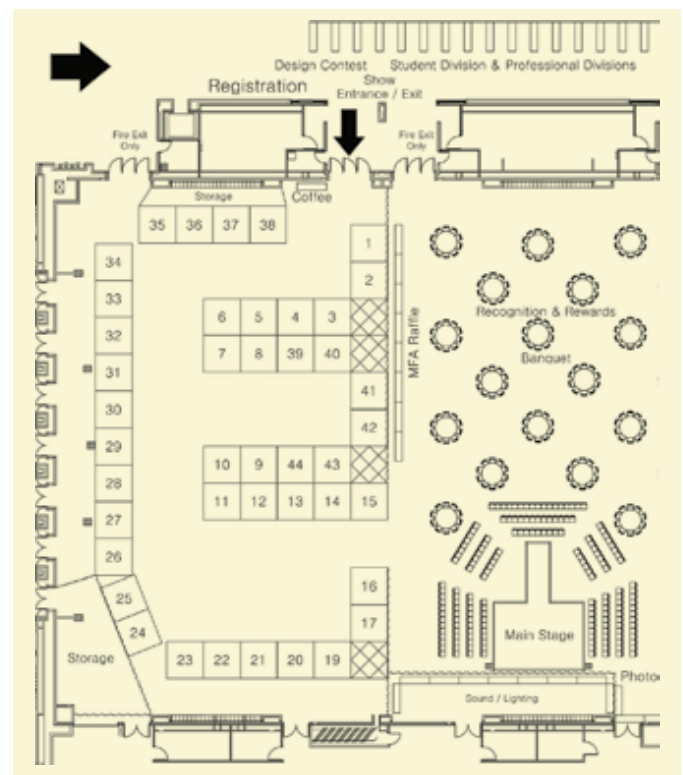 Design Contest Student Division & Professional Divisions
Registration
Show
Entrance / Exit
Fire Exit
Only
Fire Exit
Only
Storage
Coffee
35 36 37 38
1
34
2
33
6 5 4 3
32
7 8 39 40
MFA Raffle
Recognition & Rewards
Banquet
31
41
30
42
29
10 9 44 43
28
11 12 13 14 15
27
26
25
16
24
17
Storage
23 22 21 20 19
Main Stage
Sound / Lighting
Photo